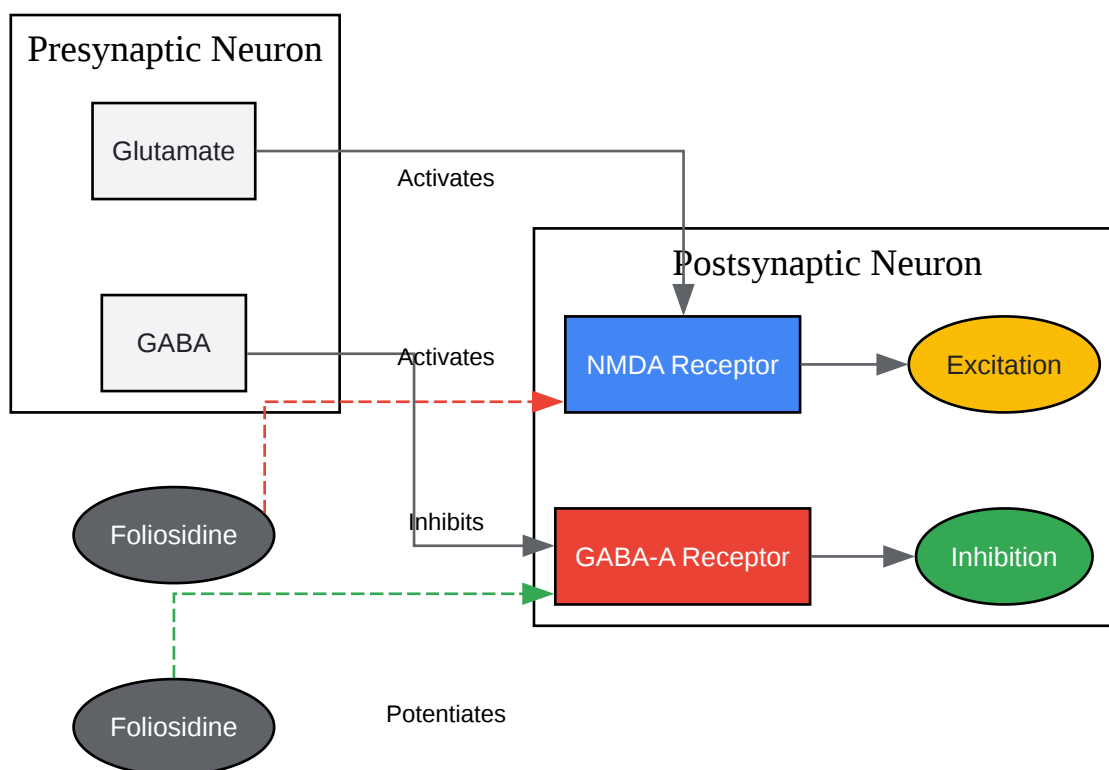 Presynaptic Neuron
Glutamate
Activates
Postsynaptic Neuron
GABA
Activates
NMDA Receptor
Excitation
Foliosidine
Inhibits
GABA-A Receptor
Inhibition
Foliosidine
Potentiates